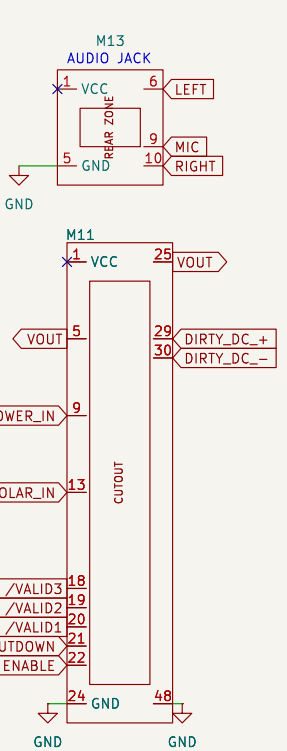 M13
AUDIO JACK
1 VCC 6 LEFT
REAR ZONE
9 MIC
5 GND 10 RIGHT
GND
M11
1 VCC 25 VOUT
VOUT 5 29 DIRTY_DC_+
30 DIRTY_DC_-
OWER_IN 9
CUTOUT
OLAR_IN 13
/VALID3 18
/VALID2 19
/VALID1 20
UTDOWN 21
ENABLE 22
24 GND 48
GND GND